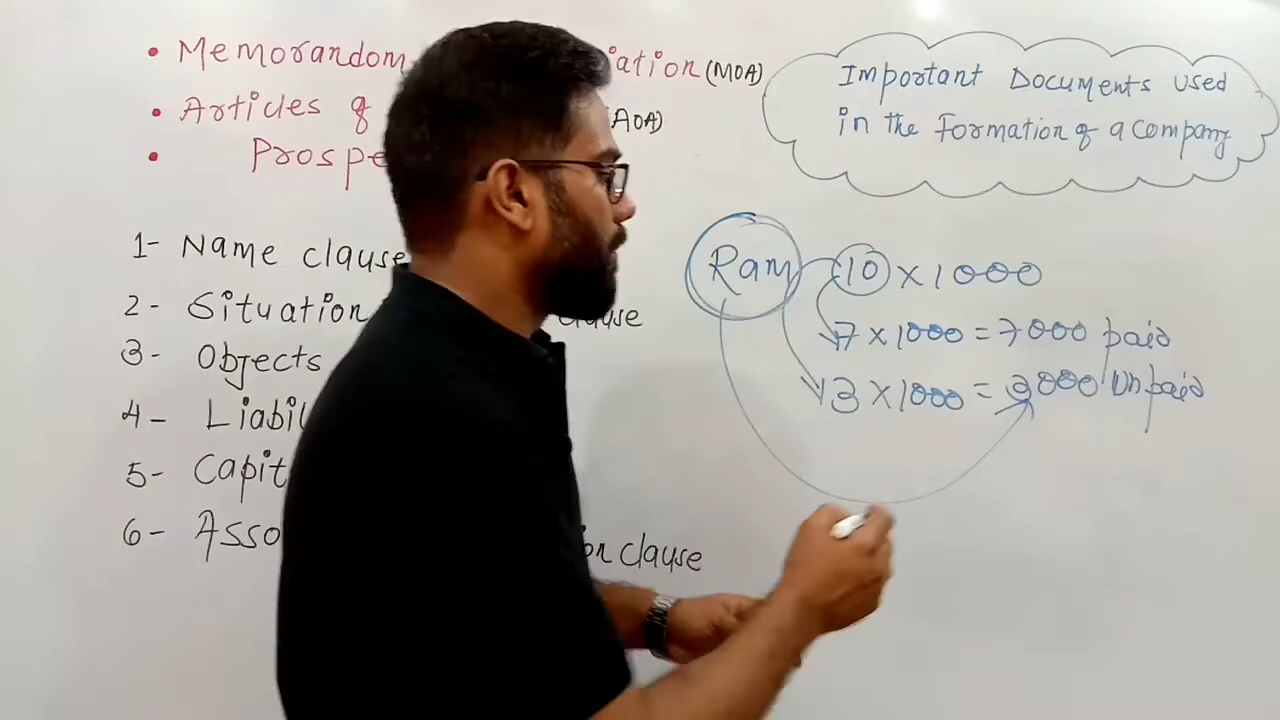 • Memorandom iation (MOA)
• Articles of AOA)
• Prospe
Important Documents used
in the Formation of a company
1- Name clause
2- Situation clause
3- Objects
4- Liabil
5- Capit
6- Asso on clause
Ram 10 x 1000
7 x 1000 = 7000 paid
3 x 1000 = 3000 Unpaid